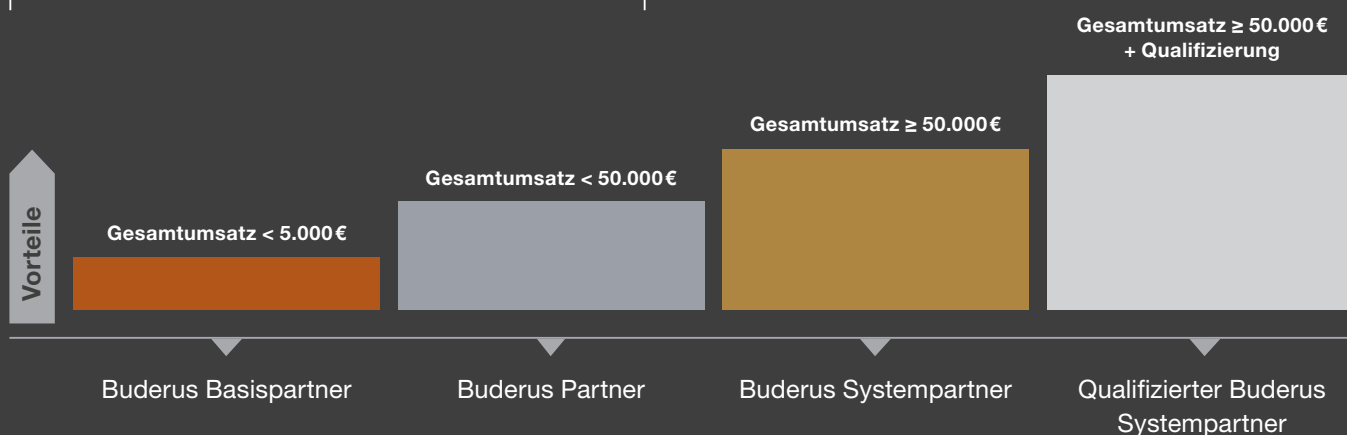 Gesamtumsatz ≥ 50.000 €
+ Qualifizierung
Gesamtumsatz ≥ 50.000 €
Gesamtumsatz < 50.000 €
Gesamtumsatz < 5.000 €
Vorteile
Buderus Basispartner
Buderus Partner
Buderus Systempartner
Qualifizierter Buderus
Systempartner